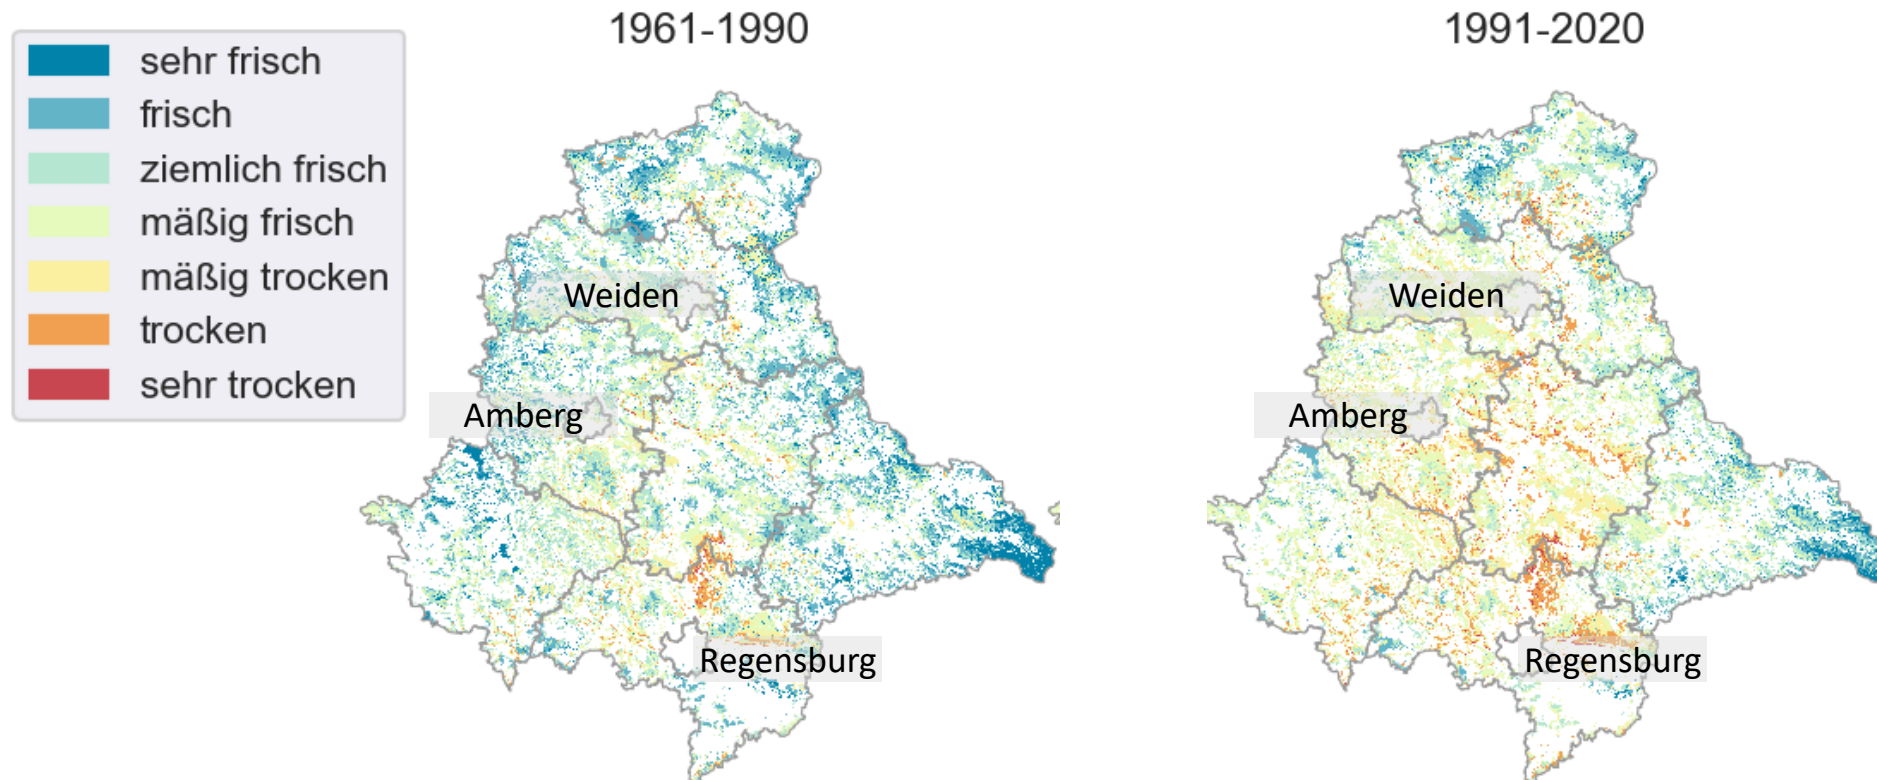 1961-1990
1991-2020
sehr frisch
frisch
ziemlich frisch
mäßig frisch
mäßig trocken
trocken
sehr trocken
Weiden
Weiden
Amberg
Amberg
Regensburg
Regensburg